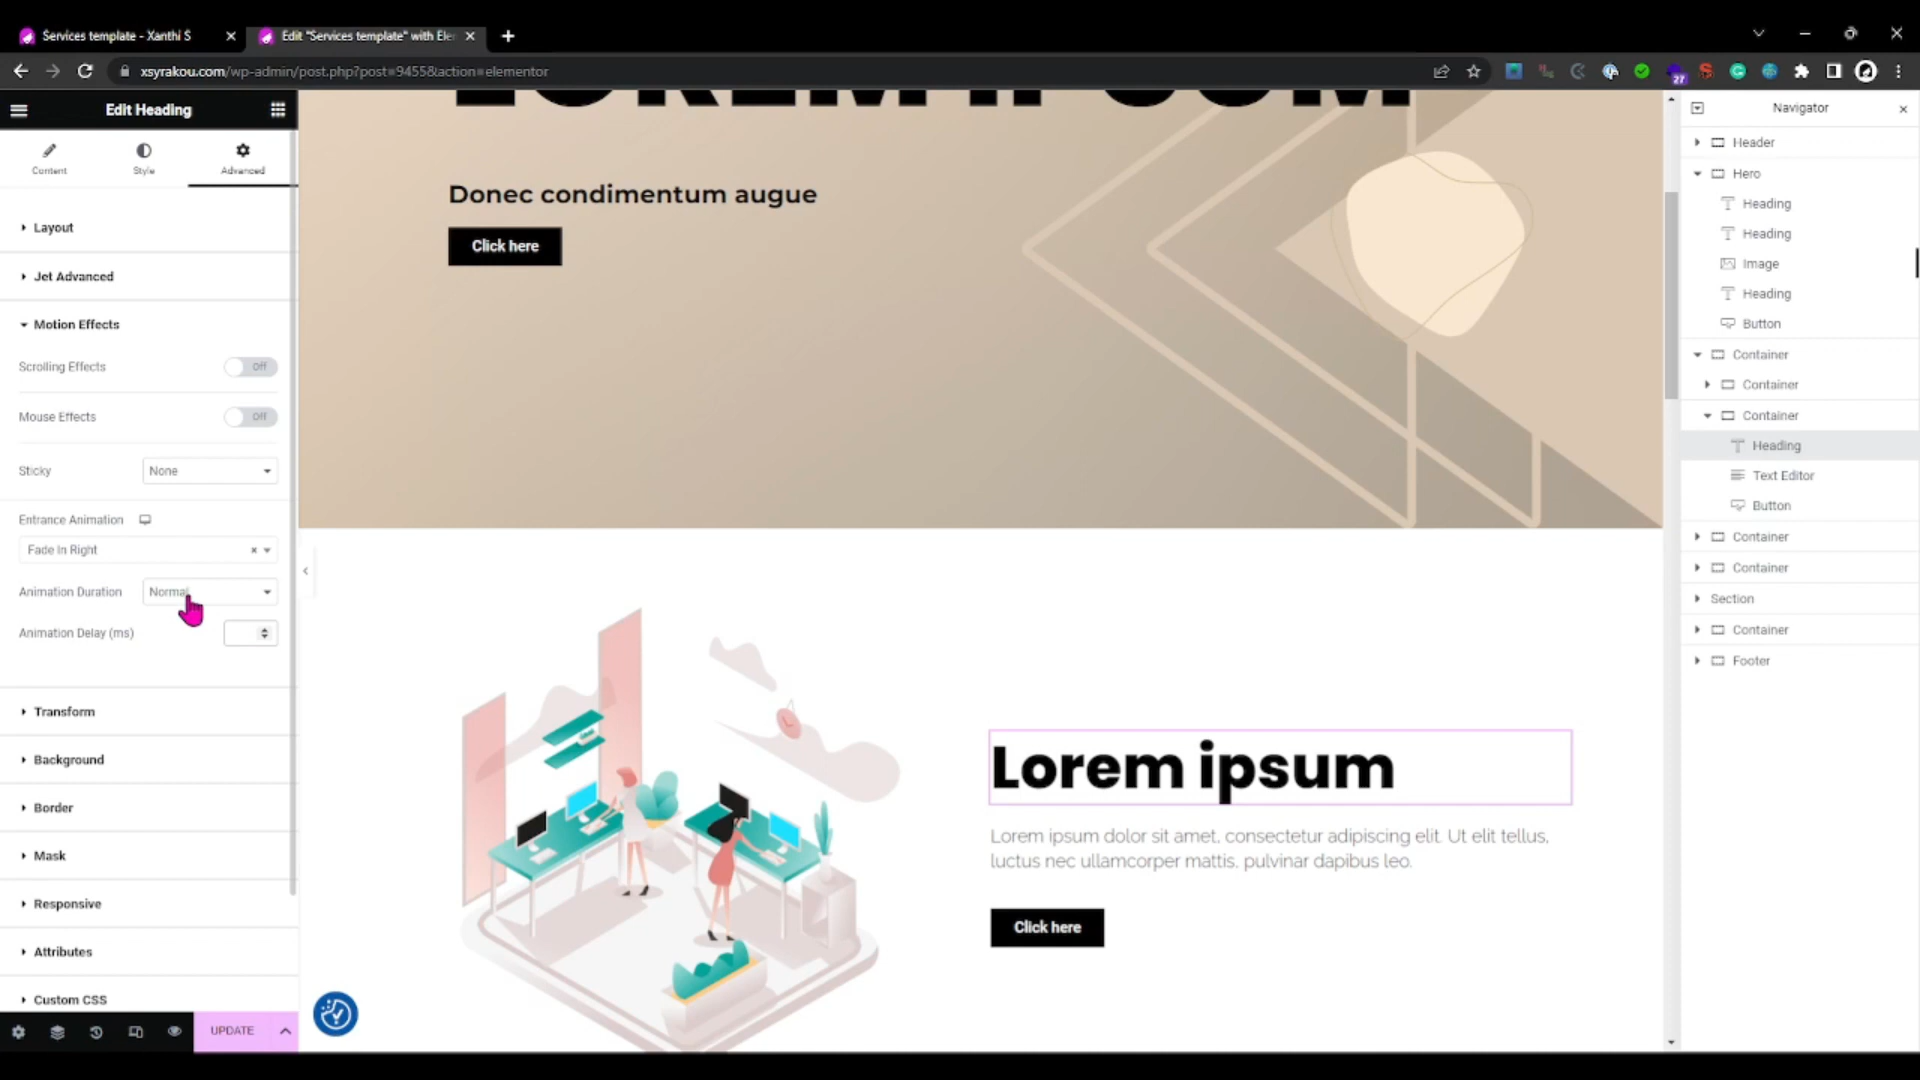 Services template - Xanthi S
Edit "Services template" with Ele
xsyrakou.com/wp-admin/post.php?post=9455&action=elementor
27
Edit Heading
Content
Style
Advanced
Layout
Jet Advanced
Motion Effects
Scrolling Effects
Off
Mouse Effects
Off
Sticky
None
Entrance Animation
Fade In Right
Animation Duration
Normal
Animation Delay (ms)
Transform
Background
Border
Mask
Responsive
Attributes
Custom CSS
UPDATE
LOREM IPSUM
Donec condimentum augue
Click here
Lorem ipsum
Lorem ipsum dolor sit amet, consectetur adipiscing elit. Ut elit tellus,
luctus nec ullamcorper mattis, pulvinar dapibus leo.
Click here
Navigator
Header
Hero
Heading
Heading
Image
Heading
Button
Container
Container
Container
Heading
Text Editor
Button
Container
Container
Section
Container
Footer